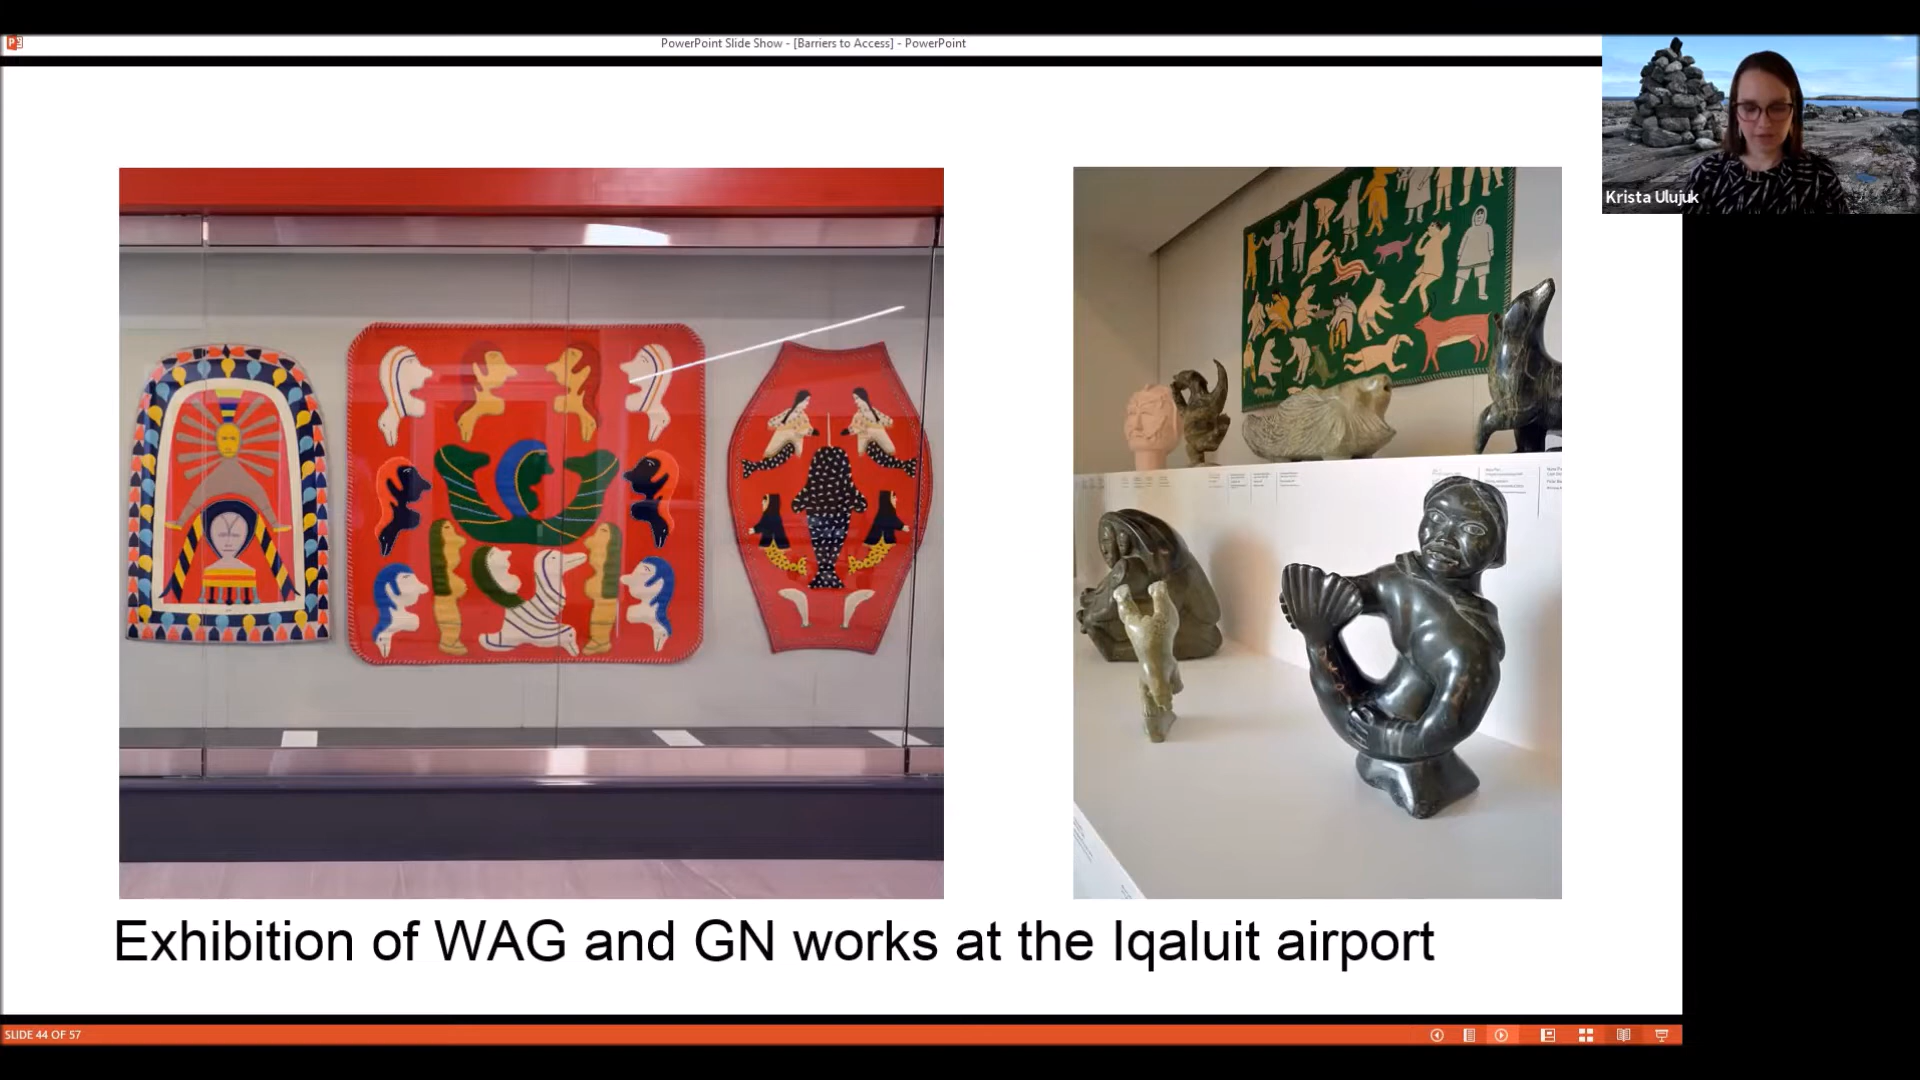 PowerPoint Slide Show - [Barriers to Access] - PowerPoint
Krista Ulujuk
Exhibition of WAG and GN works at the Iqaluit airport
SLIDE 44 OF 57